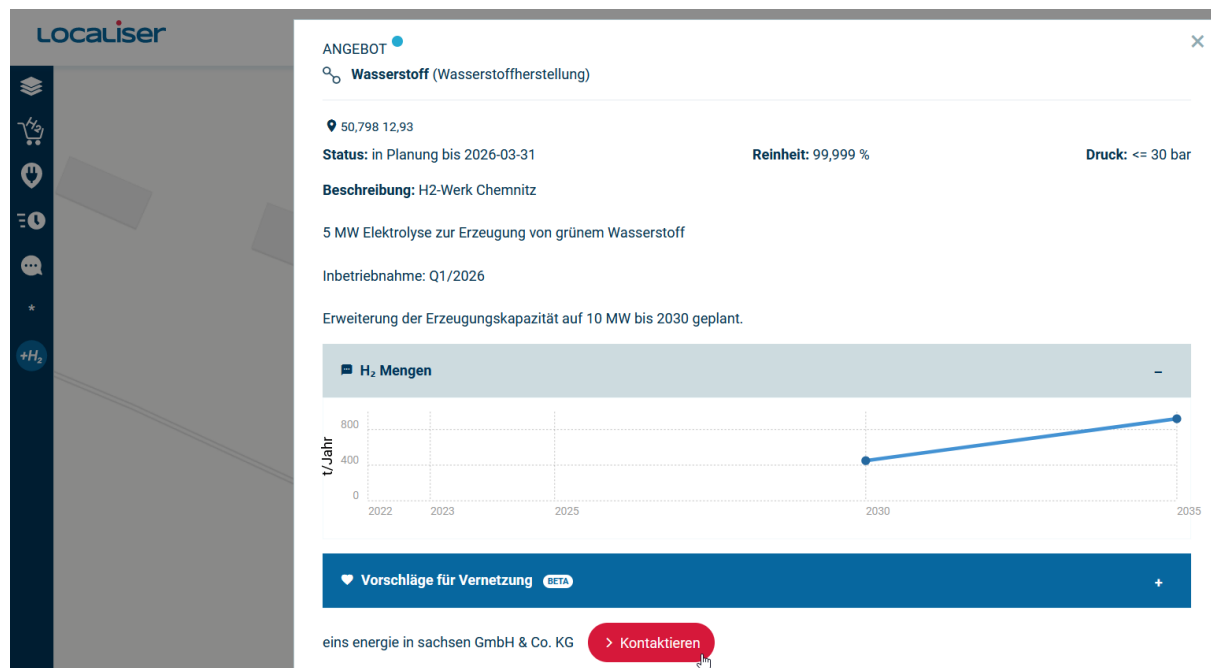 Localiser
ANGEBOT
Wasserstoff (Wasserstoffherstellung)
50,798 12,93
Status: in Planung bis 2026-03-31 Reinheit: 99,999 % Druck: <= 30 bar
Beschreibung: H2-Werk Chemnitz
5 MW Elektrolyse zur Erzeugung von grünem Wasserstoff
Inbetriebnahme: Q1/2026
Erweiterung der Erzeugungskapazität auf 10 MW bis 2030 geplant.
H₂
*
+H₂
H₂ Mengen –
t/Jahr
800
400
0
2022 2023 2025 2030 2035
Vorschläge für Vernetzung BETA +
eins energie in sachsen GmbH & Co. KG > Kontaktieren